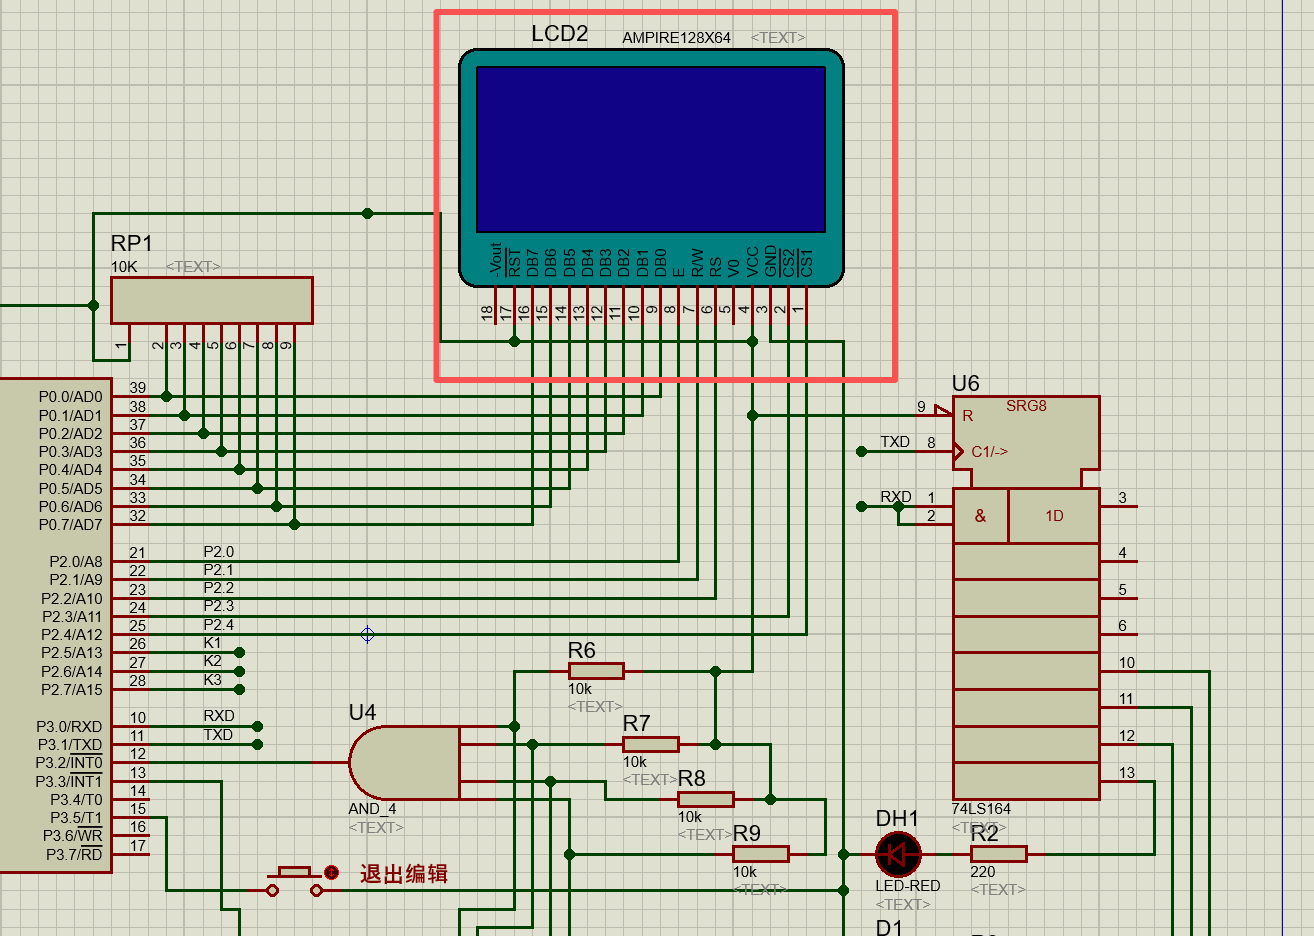 LCD2 AMPIRE128X64 <TEXT>
-Vout RST DB7 DB6 DB5 DB4 DB3 DB2 DB1 DB0 E R/W RS V0 VCC GND CS2 CS1
18 17 16 15 14 13 12 11 10 9 8 7 6 5 4 3 2 1
RP1
10K <TEXT>
1 2 3 4 5 6 7 8 9
P0.0/AD0 39
P0.1/AD1 38
P0.2/AD2 37
P0.3/AD3 36
P0.4/AD4 35
P0.5/AD5 34
P0.6/AD6 33
P0.7/AD7 32
P2.0/A8 21 P2.0
P2.1/A9 22 P2.1
P2.2/A10 23 P2.2
P2.3/A11 24 P2.3
P2.4/A12 25 P2.4
P2.5/A13 26 K1
P2.6/A14 27 K2
P2.7/A15 28 K3
P3.0/RXD 10 RXD
P3.1/TXD 11 TXD
P3.2/INT0 12
P3.3/INT1 13
P3.4/T0 14
P3.5/T1 15
P3.6/WR 16
P3.7/RD 17
U6
9 R SRG8
TXD 8 C1/->
RXD 1
2 & 1D 3
4
5
6
10
11
12
13
74LS164
<TEXT>
R6
10k
<TEXT>
R7
10k
<TEXT>
R8
10k
<TEXT>
R9
10k
<TEXT>
U4
AND_4
<TEXT>
退出编辑
DH1
LED-RED
<TEXT>
R2
220
<TEXT>
D1